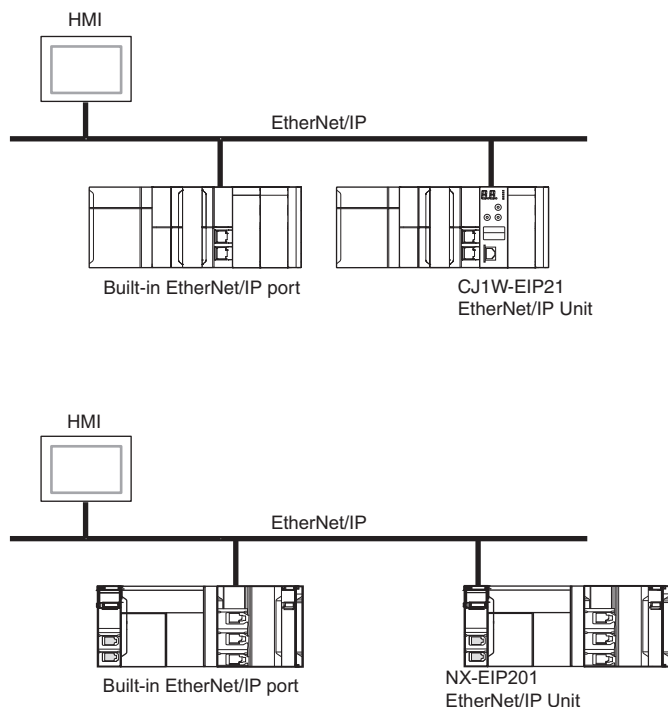 HMI
EtherNet/IP
Built-in EtherNet/IP port
CJ1W-EIP21
EtherNet/IP Unit
HMI
EtherNet/IP
Built-in EtherNet/IP port
NX-EIP201
EtherNet/IP Unit